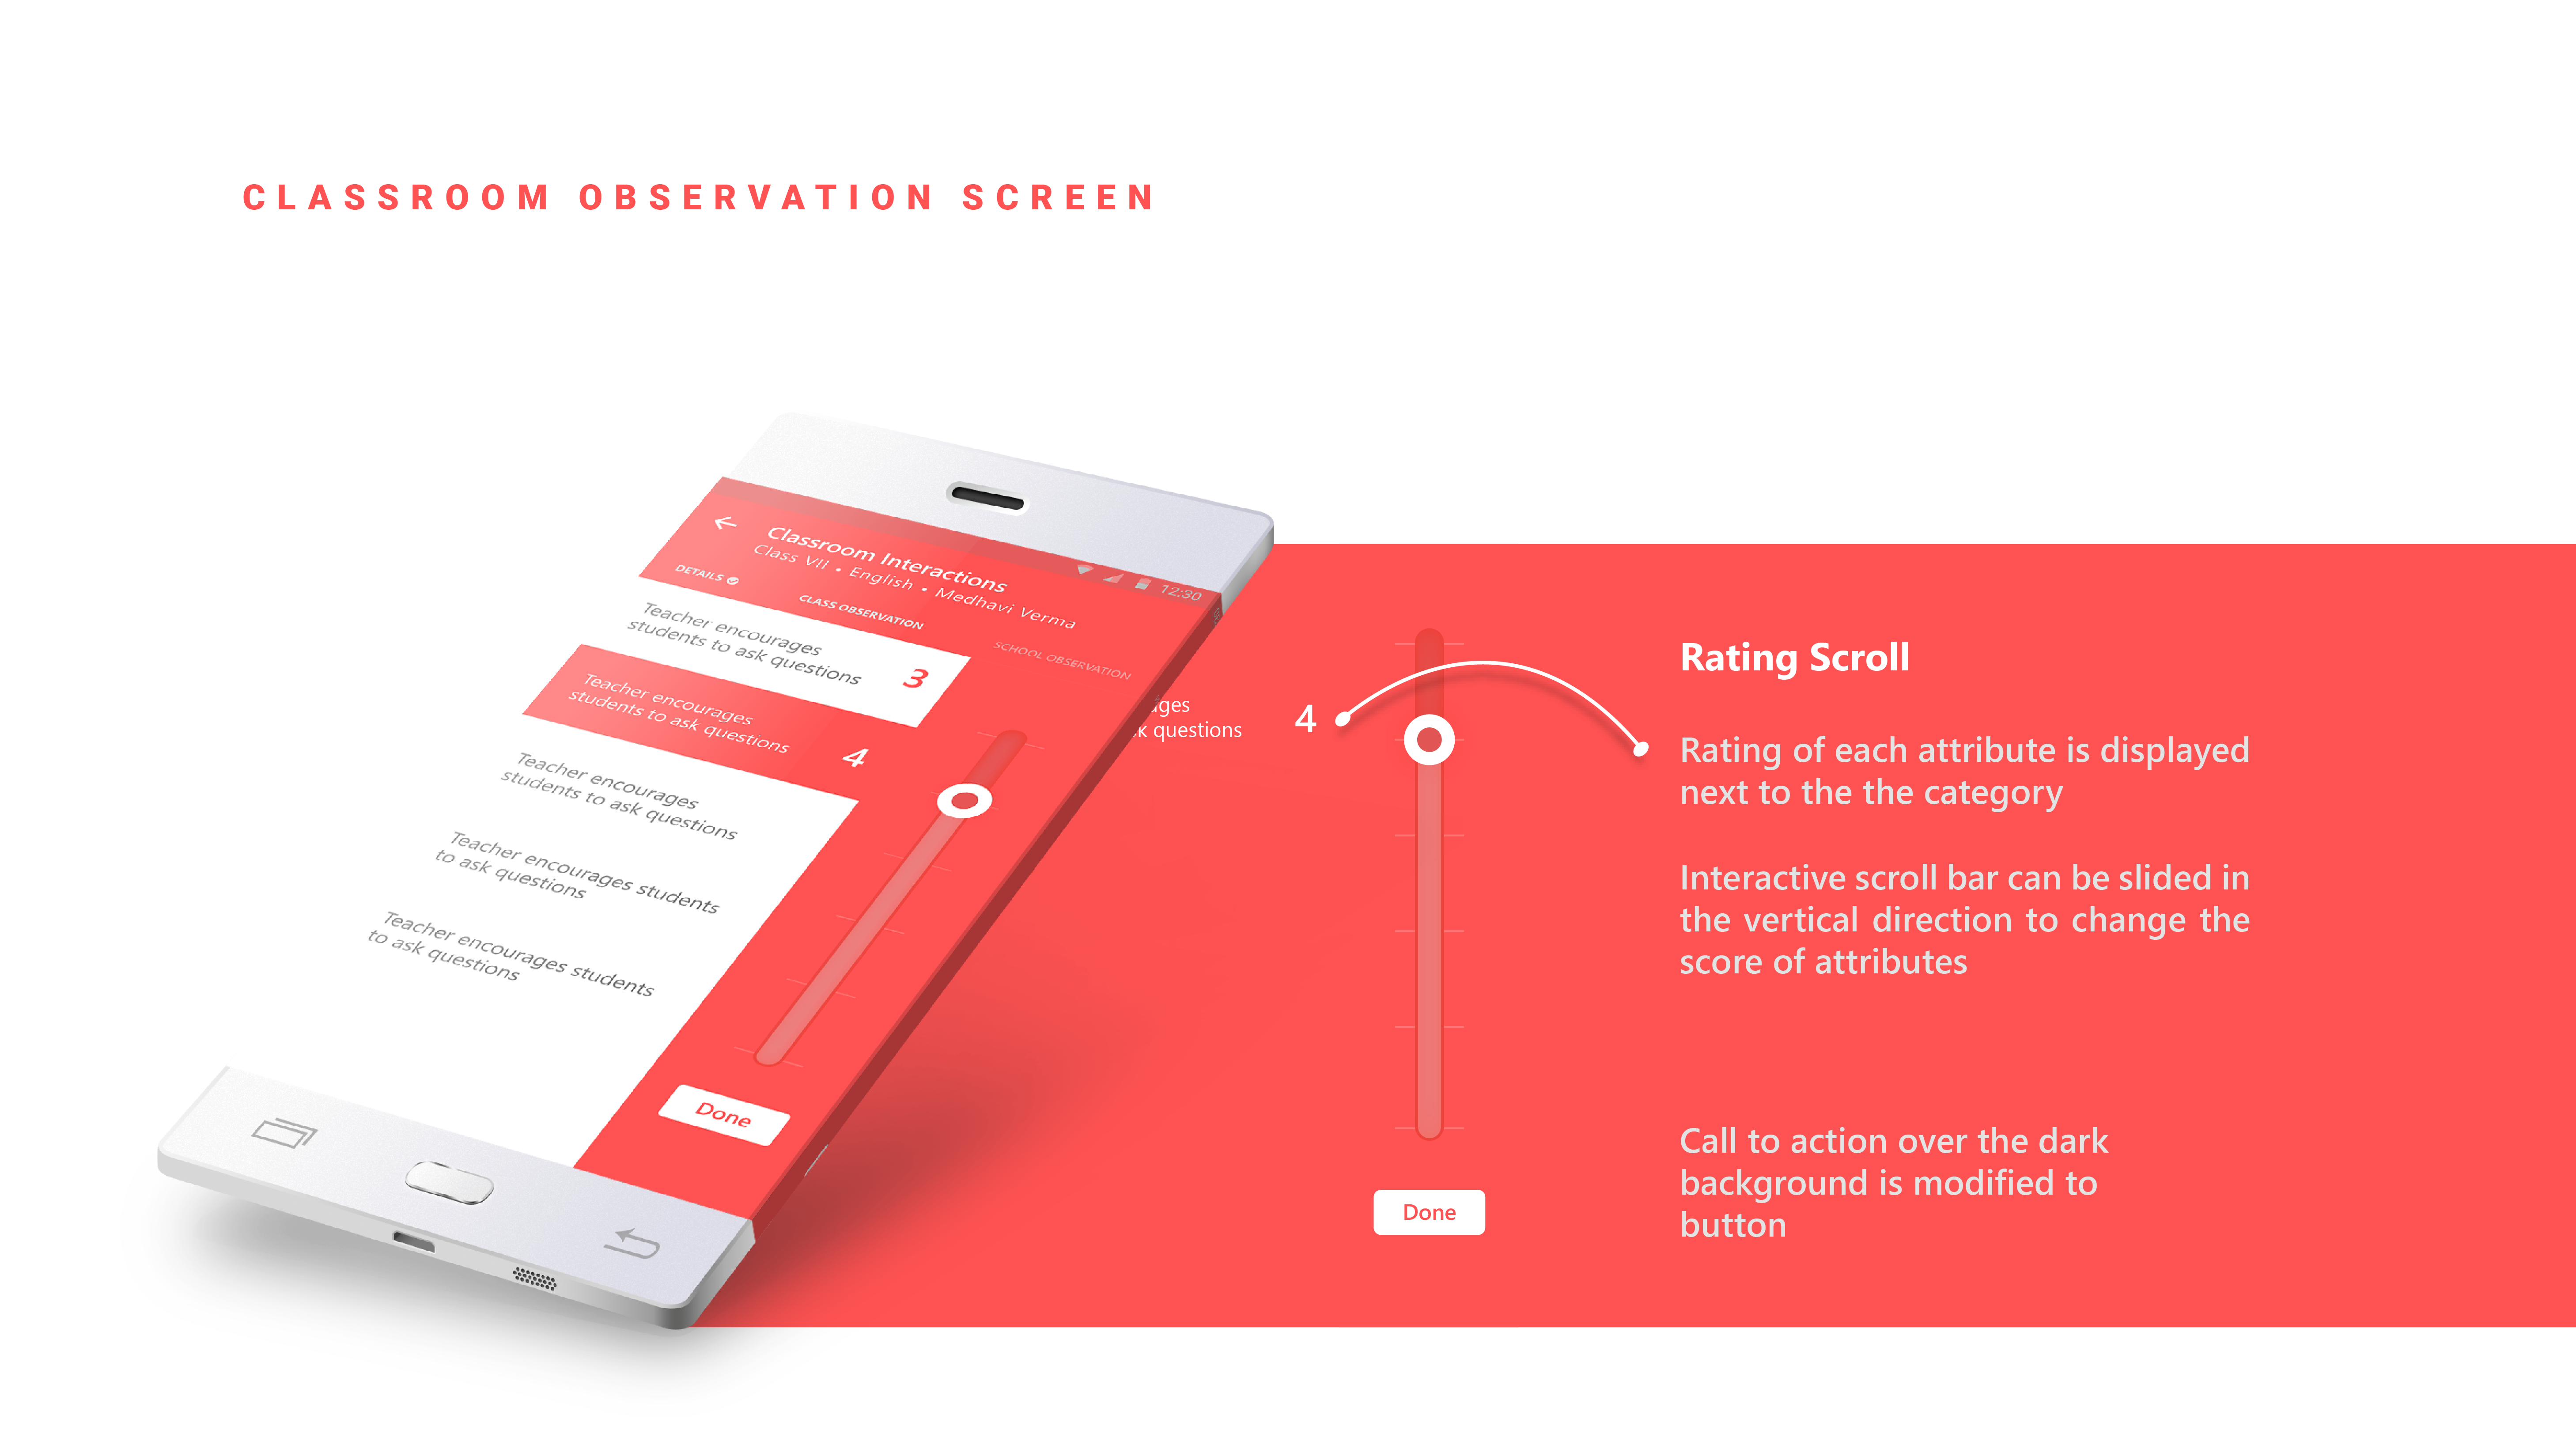 CLASSROOM OBSERVATION SCREEN
12:30
Classroom Interactions
Class VII • English • Medhavi Verma
DETAILS
CLASS OBSERVATION
SCHOOL OBSERVATION
Teacher encourages
students to ask questions
3
Teacher encourages
students to ask questions
4
Teacher encourages
students to ask questions
Teacher encourages students
to ask questions
Teacher encourages students
to ask questions
Done
questions
4
Done
Rating Scroll
Rating of each attribute is displayed
next to the the category
Interactive scroll bar can be slided in
the vertical direction to change the
score of attributes
Call to action over the dark
background is modified to
button